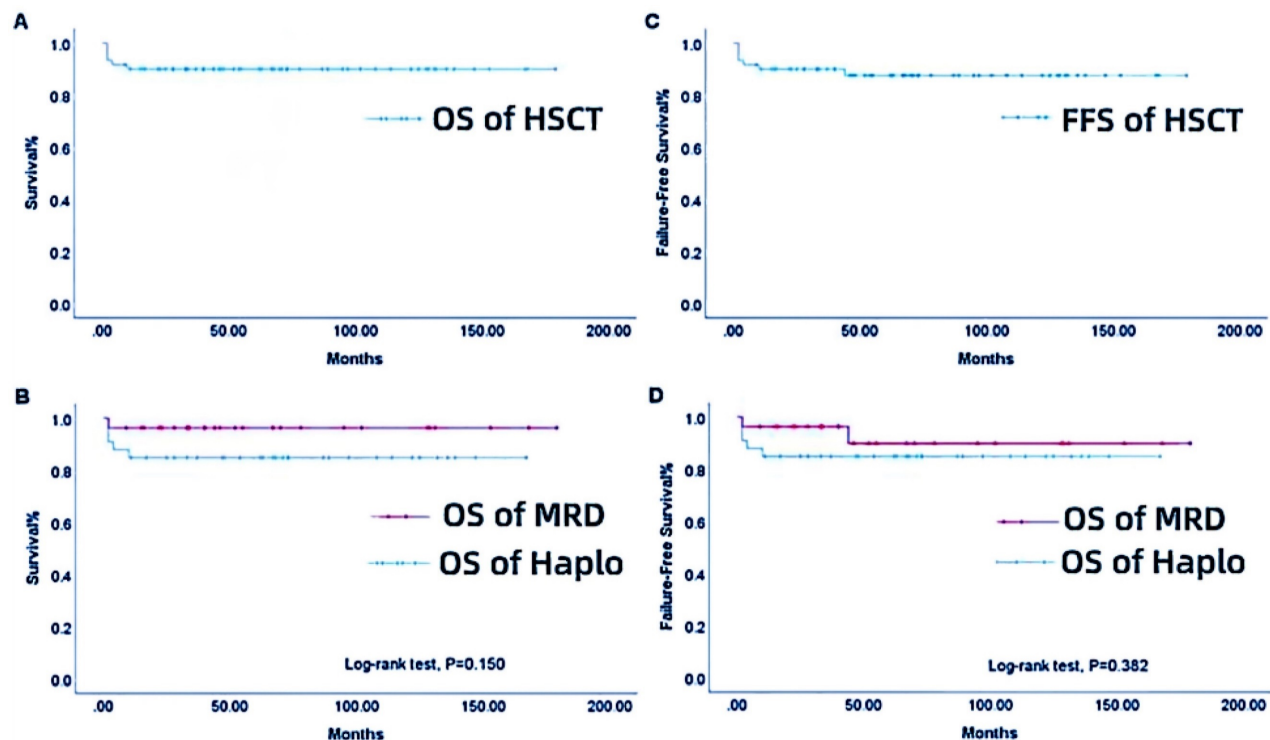 A
1.0
0.8
0.6
0.4
0.2
0.0
Survival%
OS of HSCT
.00 50.00 100.00 150.00 200.00
Months
C
1.0
0.8
0.6
0.4
0.2
0.0
Failure-Free Survival%
FFS of HSCT
.00 50.00 100.00 150.00 200.00
Months
B
1.0
0.8
0.6
0.4
0.2
0.0
Survival%
OS of MRD
OS of Haplo
Log-rank test, P=0.150
.00 50.00 100.00 150.00 200.00
Months
D
1.0
0.8
0.6
0.4
0.2
0.0
Failure-Free Survival%
OS of MRD
OS of Haplo
Log-rank test, P=0.382
.00 50.00 100.00 150.00 200.00
Months